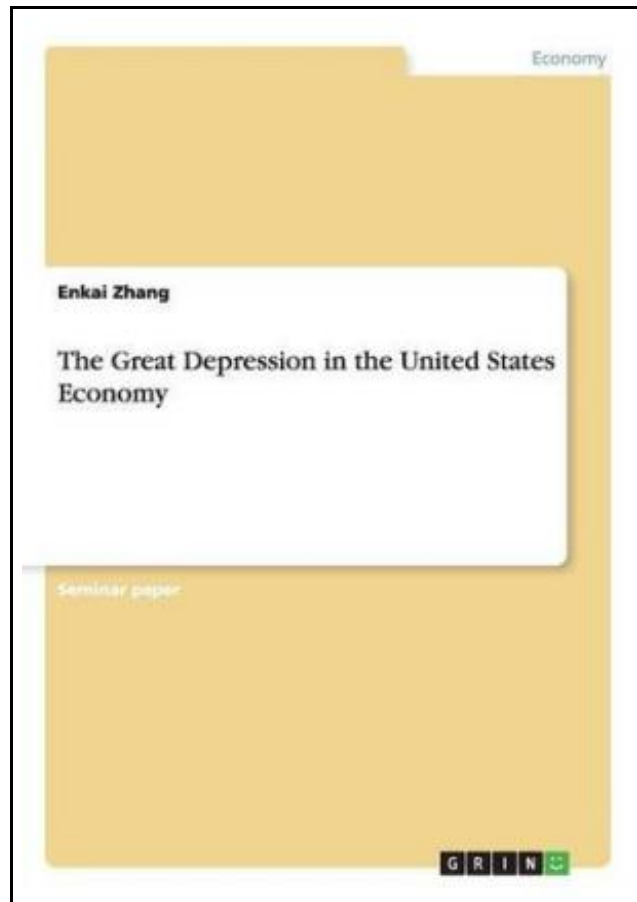 Economy
Enkai Zhang
The Great Depression in the United States
Economy
Seminar paper
GRIN